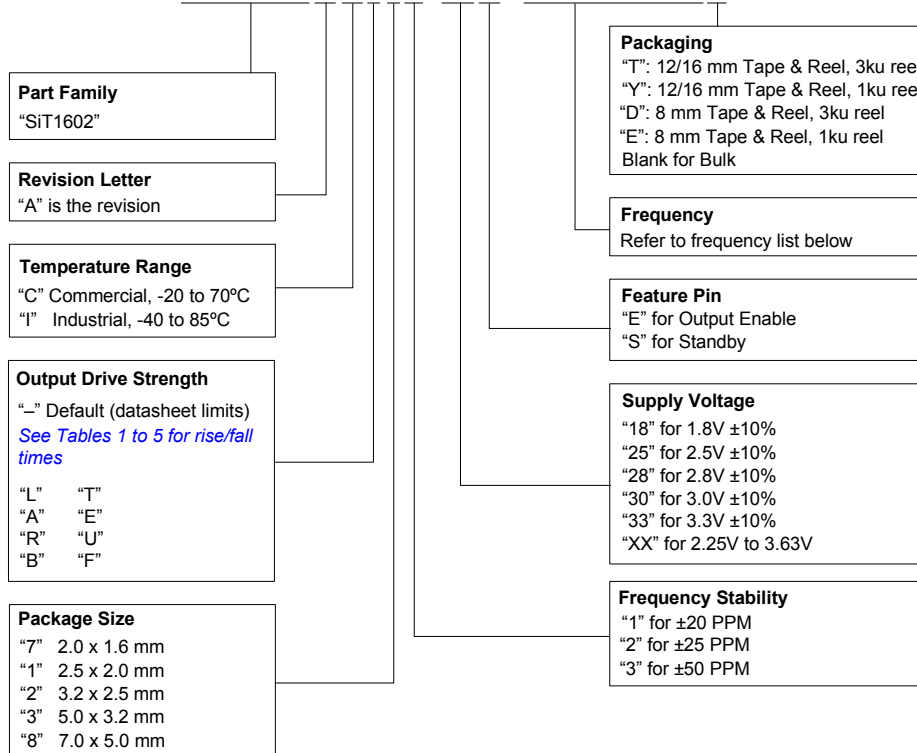 Part Family
“SiT1602”
Revision Letter
“A” is the revision
Temperature Range
“C” Commercial, -20 to 70ºC
“I” Industrial, -40 to 85ºC
Output Drive Strength
“–” Default (datasheet limits)
See Tables 1 to 5 for rise/fall
times
“L” “T”
“A” “E”
“R” “U”
“B” “F”
Package Size
“7” 2.0 x 1.6 mm
“1” 2.5 x 2.0 mm
“2” 3.2 x 2.5 mm
“3” 5.0 x 3.2 mm
“8” 7.0 x 5.0 mm
Packaging
“T”: 12/16 mm Tape & Reel, 3ku
“Y”: 12/16 mm Tape & Reel, 1ku
“D”: 8 mm Tape & Reel, 3ku reel
“E”: 8 mm Tape & Reel, 1ku reel
Blank for Bulk
Frequency
Refer to frequency list below
Feature Pin
“E” for Output Enable
“S” for Standby
Supply Voltage
“18” for 1.8V ±10%
“25” for 2.5V ±10%
“28” for 2.8V ±10%
“30” for 3.0V ±10%
“33” for 3.3V ±10%
“XX” for 2.25V to 3.63V
Frequency Stability
“1” for ±20 PPM
“2” for ±25 PPM
“3” for ±50 PPM